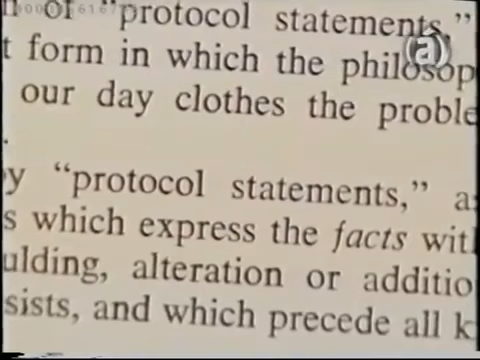 of "protocol statements,"
t form in which the philosop
our day clothes the proble
.
y "protocol statements," a
s which express the facts wit
ulding, alteration or additio
sists, and which precede all k
(a)